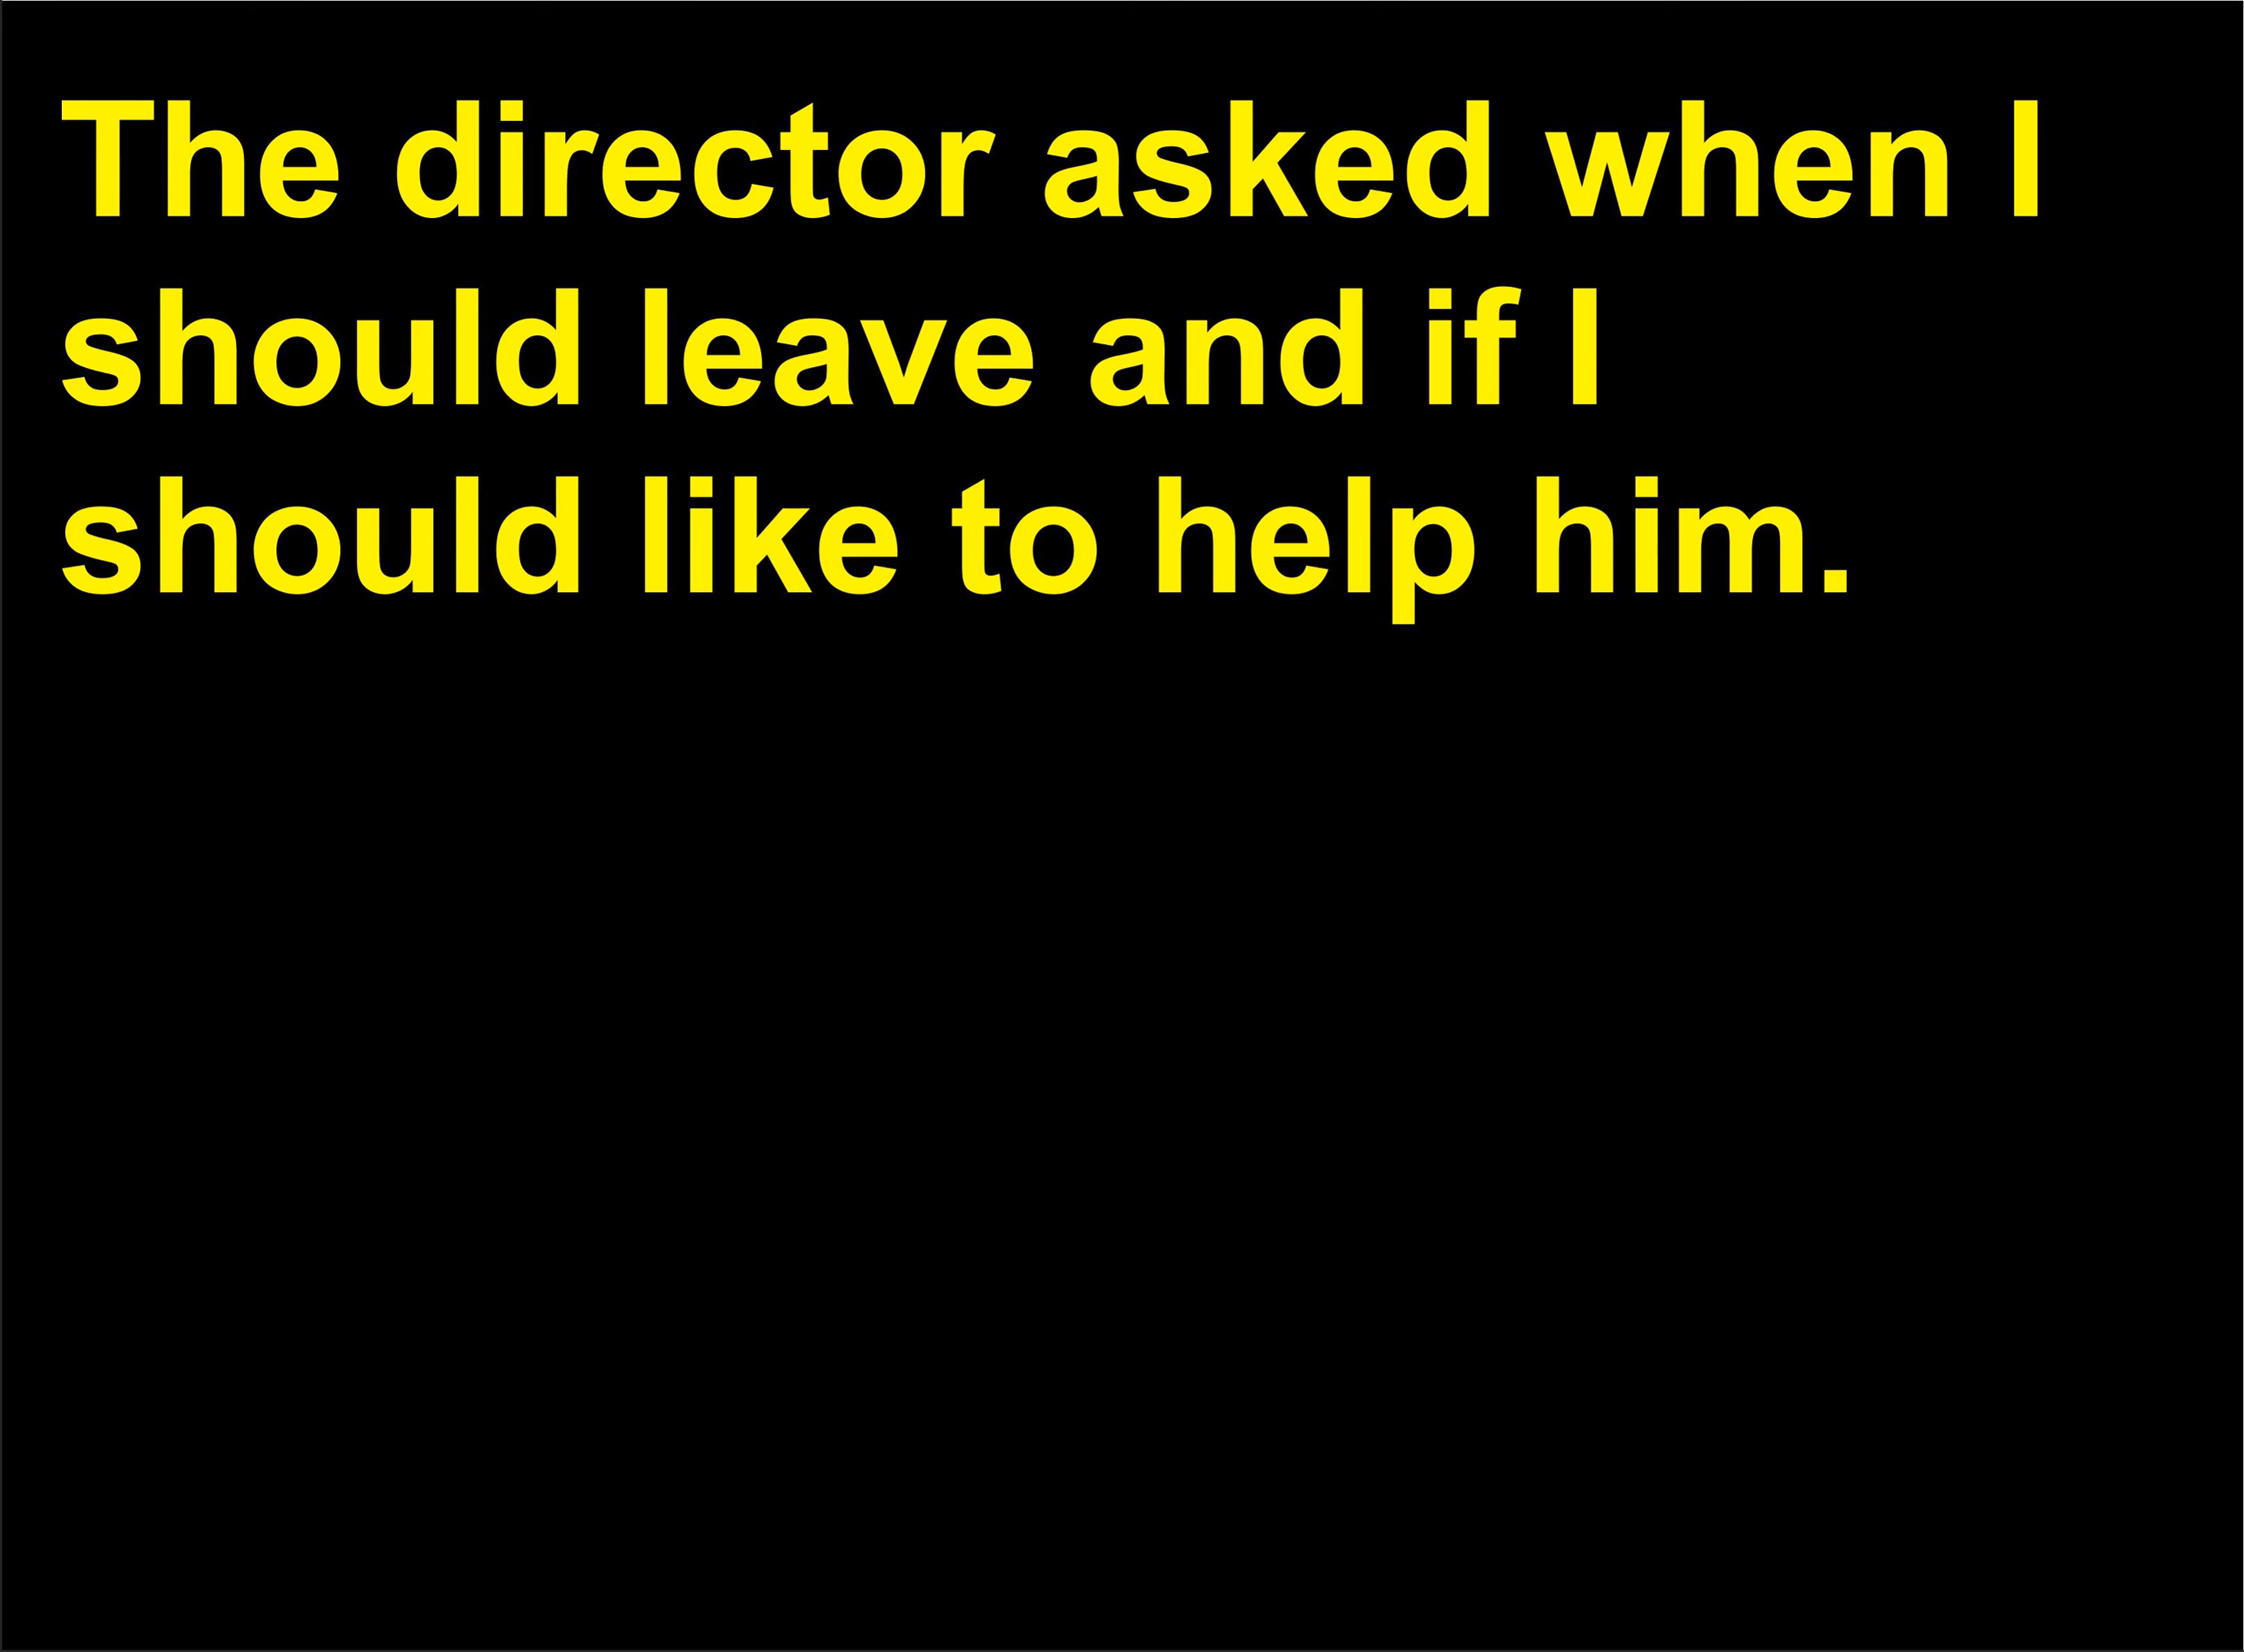 The director asked when I
should leave and if I
should like to help him.